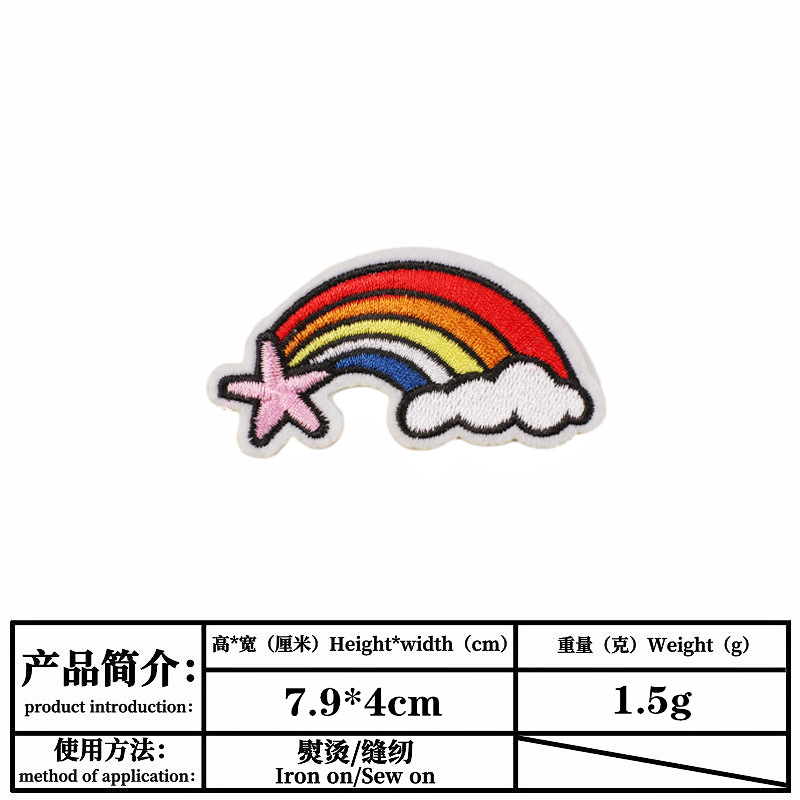 产品简介：
product introduction：
高*宽（厘米）Height*width（cm）
重量（克）Weight（g）
7.9*4cm
1.5g
使用方法：
method of application：
熨烫/缝纫
Iron on/Sew on